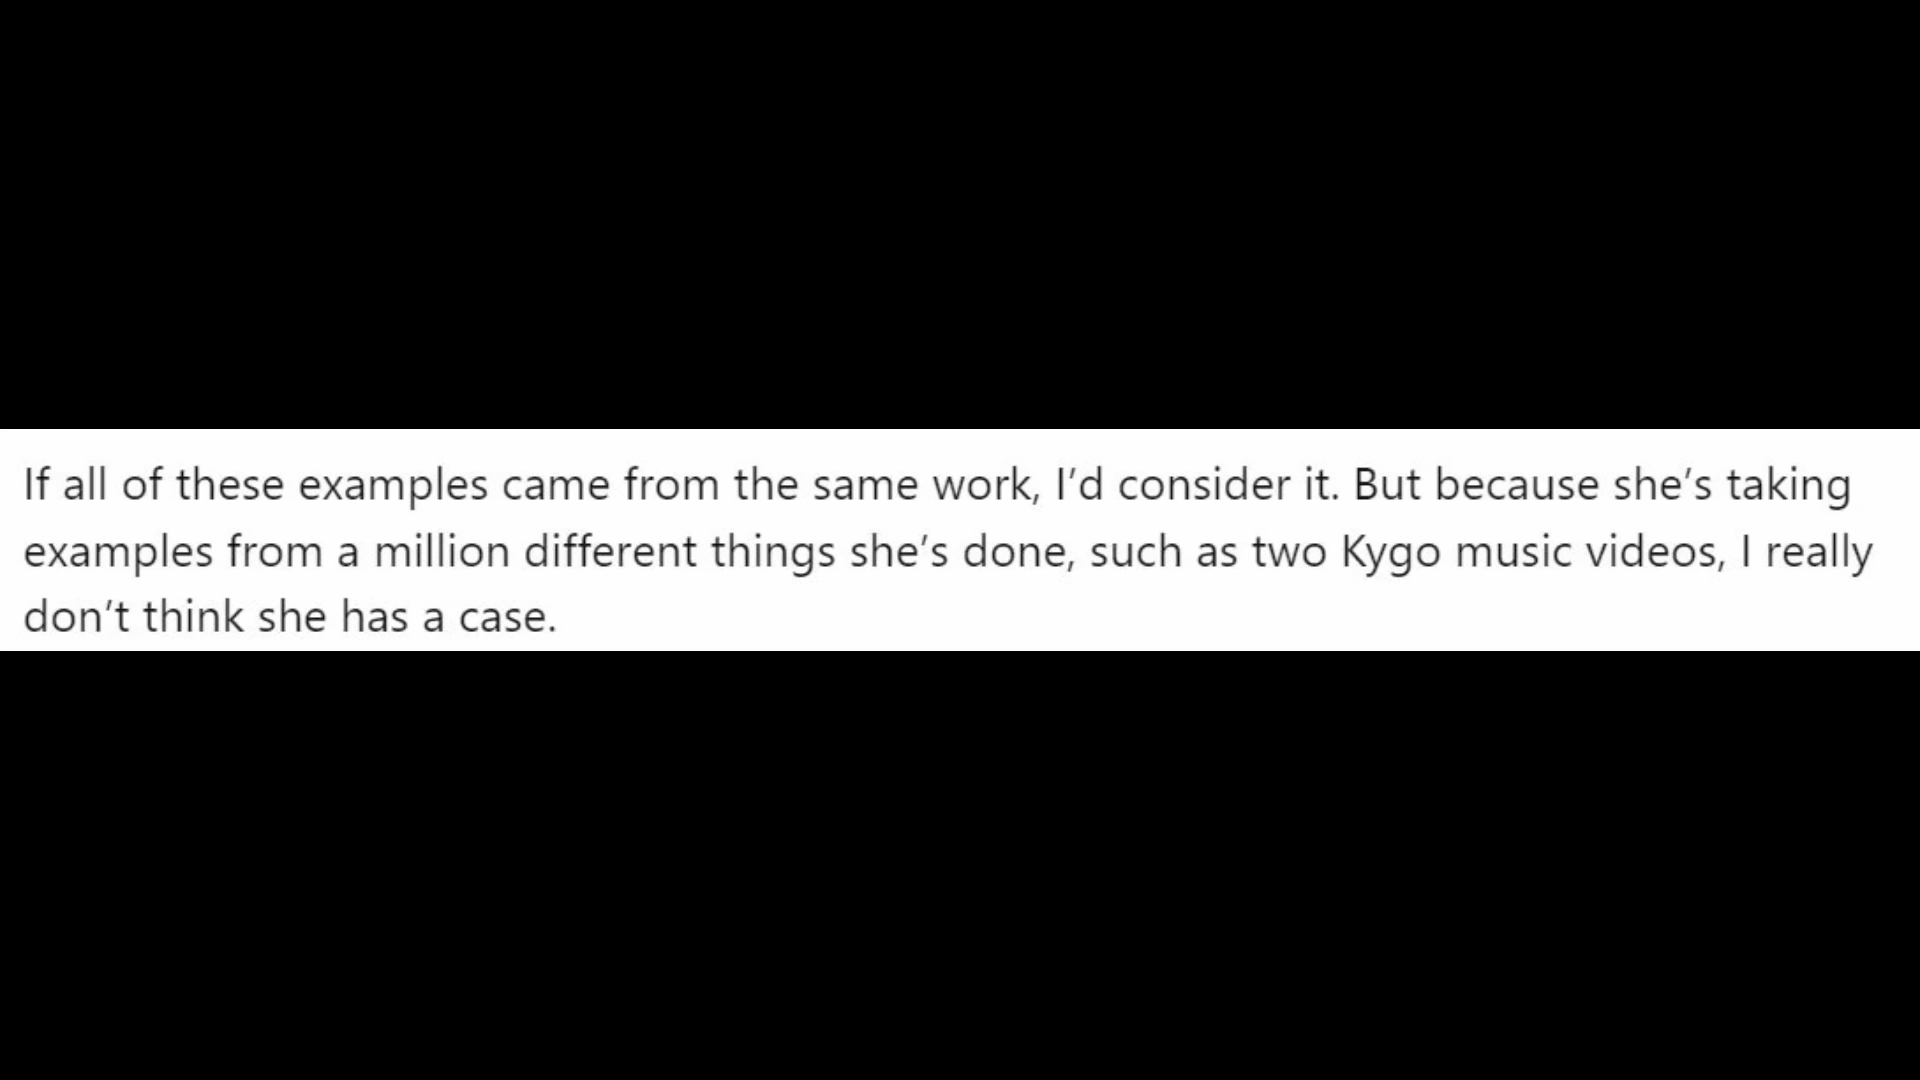 If all of these examples came from the same work, I’d consider it. But because she’s taking
examples from a million different things she’s done, such as two Kygo music videos, I really
don’t think she has a case.